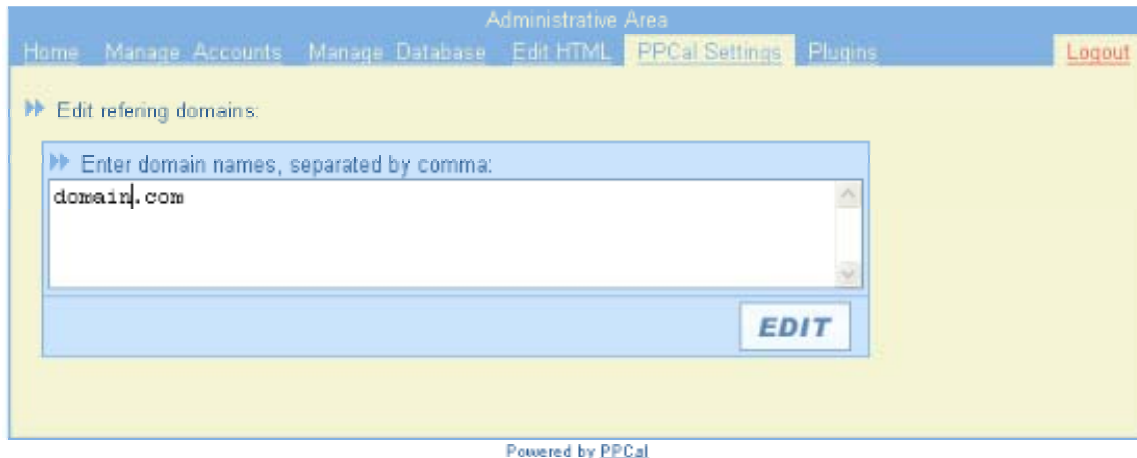 Administrative Area
Home Manage Accounts Manage Database Edit HTML PPCal Settings Plugins Logout
Edit refering domains:
Enter domain names, separated by comma:
domain.com
EDIT
Powered by PPCal